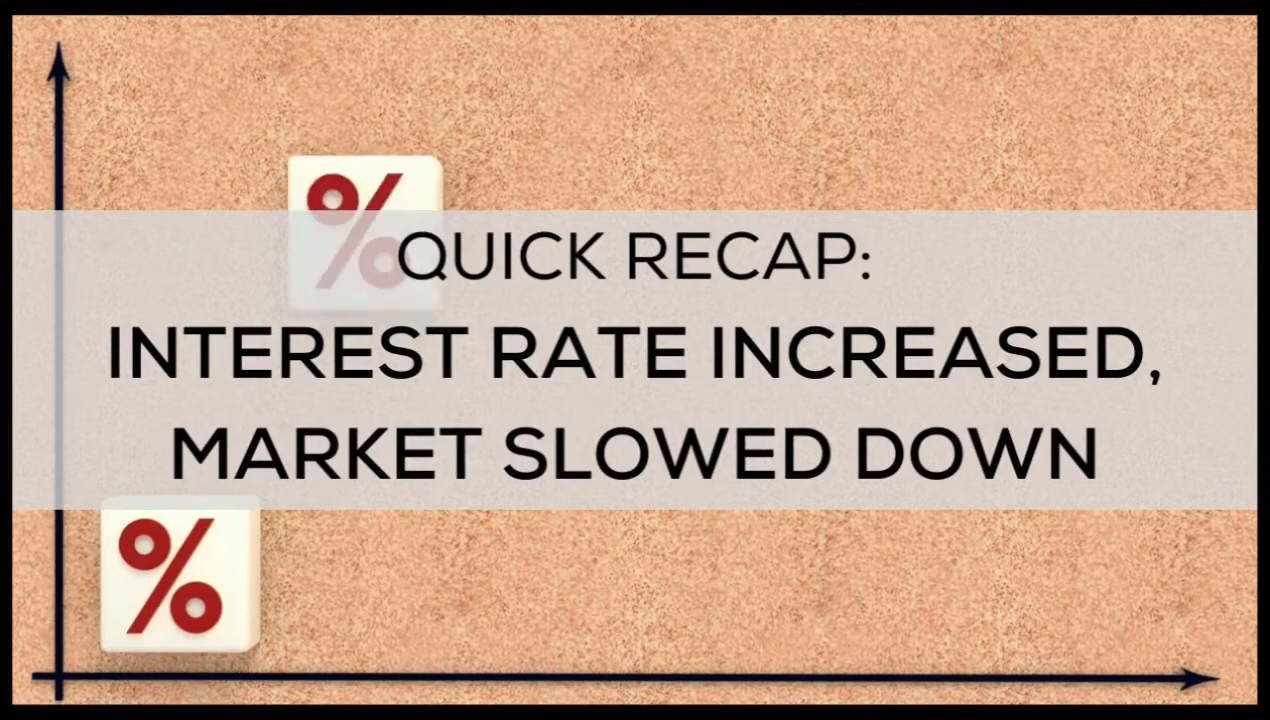 %
QUICK RECAP:
INTEREST RATE INCREASED,
MARKET SLOWED DOWN
%